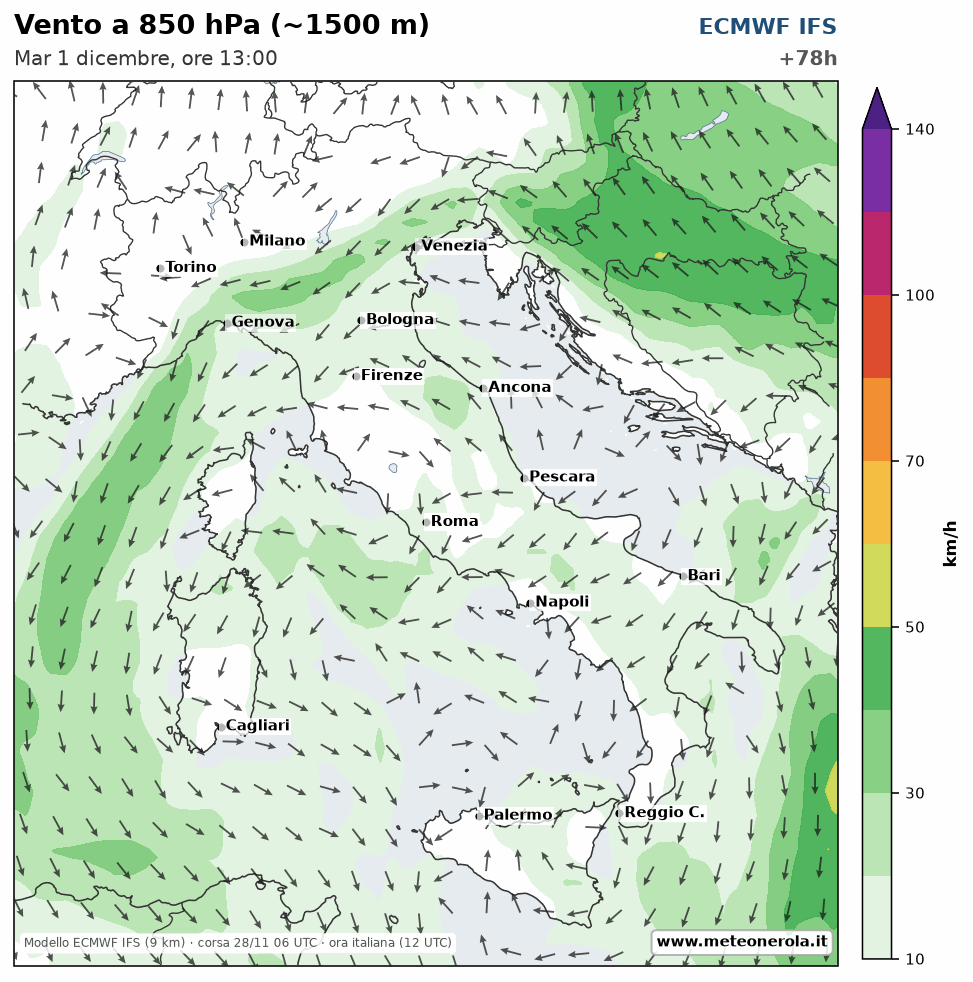 Vento a 850 hPa (~1500 m)
ECMWF IFS
Mar 1 dicembre, ore 13:00
+78h
Milano
Venezia
Torino
Genova
Bologna
Firenze
Ancona
Pescara
Roma
Bari
Napoli
Cagliari
Palermo
Reggio C.
140
100
70
50
30
10
km/h
Modello ECMWF IFS (9 km) · corsa 28/11 06 UTC · ora italiana (12 UTC)
www.meteonerola.it